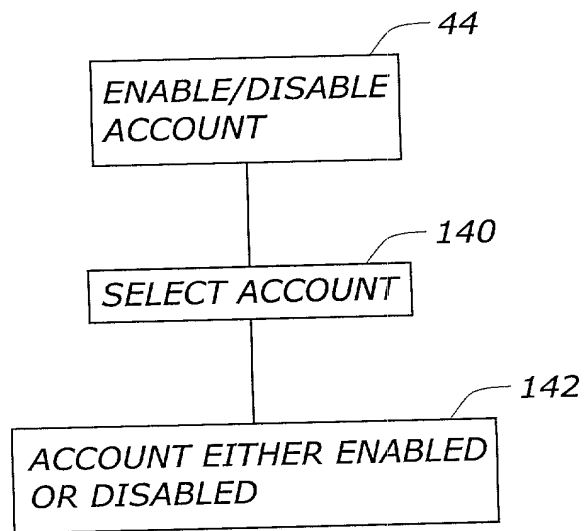 44
ENABLE/DISABLE
ACCOUNT
140
SELECT ACCOUNT
142
ACCOUNT EITHER ENABLED
OR DISABLED